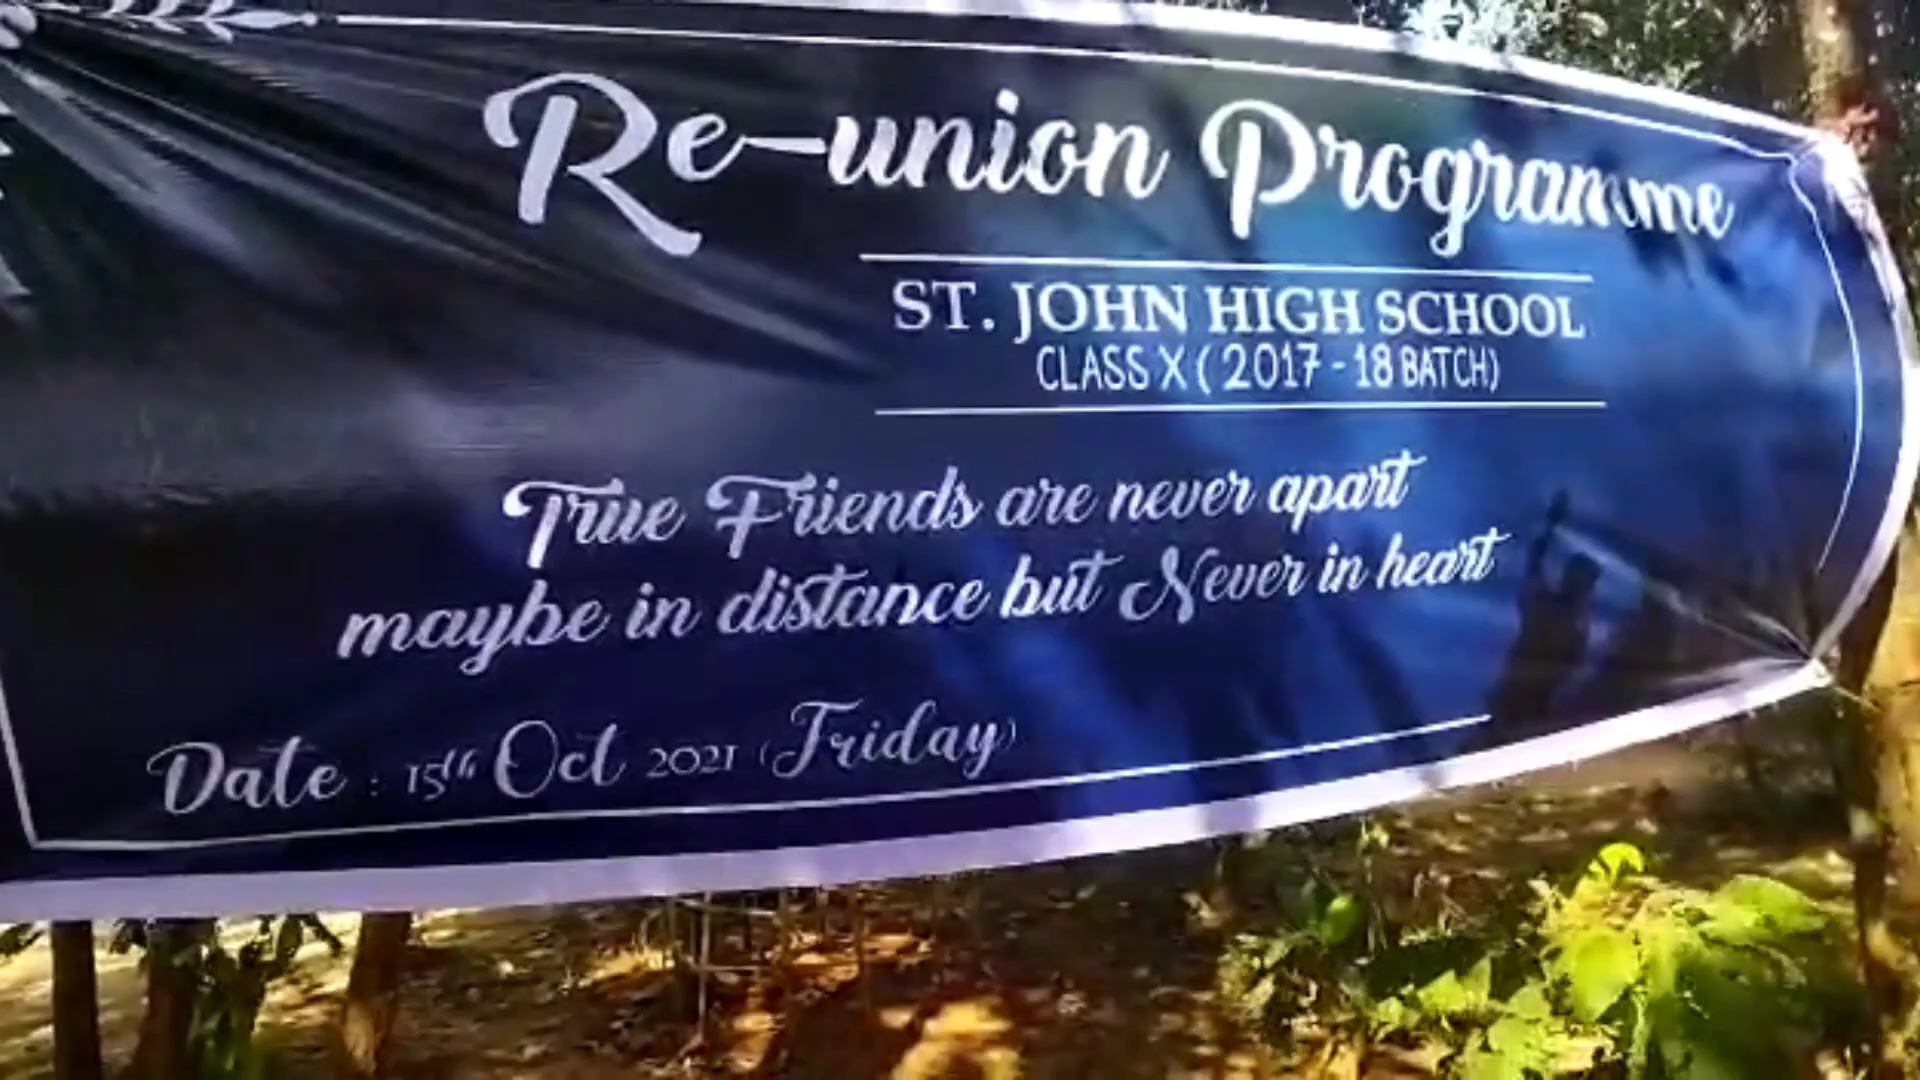 Re-union Programme
ST. JOHN HIGH SCHOOL
CLASS X (2017 - 18 BATCH)
True Friends are never apart
maybe in distance but Never in heart
Date : 15th Oct 2021 (Friday)